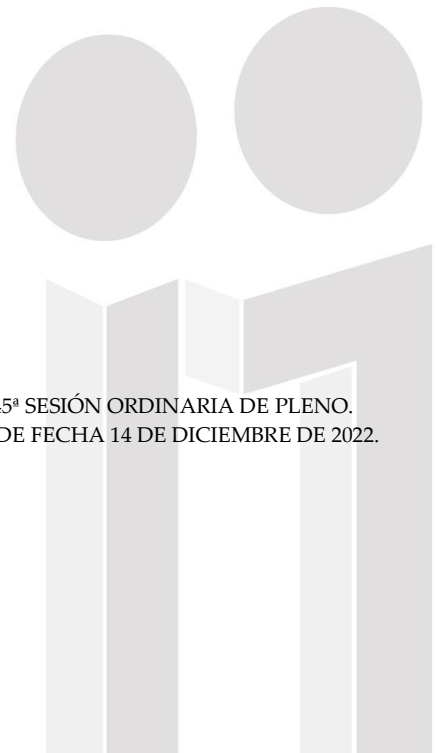 5ª SESIÓN ORDINARIA DE PLENO.
DE FECHA 14 DE DICIEMBRE DE 2022.